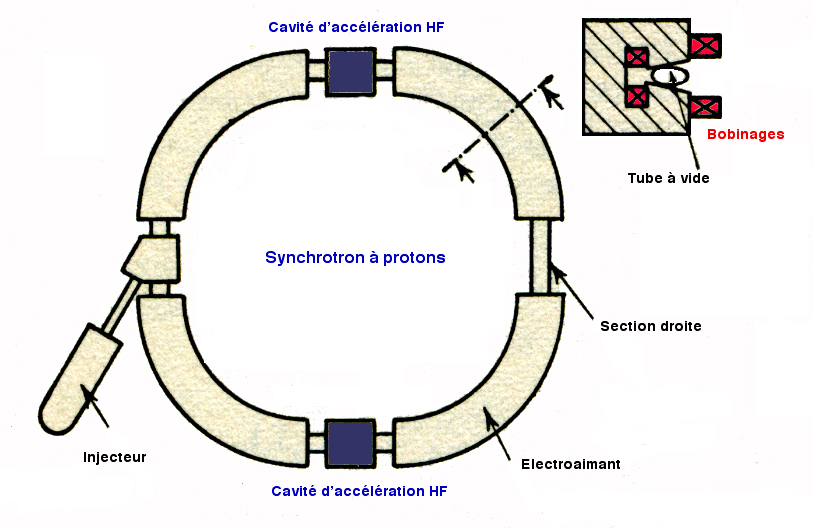 Cavité d'accélération HF
Bobinages
Tube à vide
Synchrotron à protons
Section droite
Injecteur
Electroaimant
Cavité d'accélération HF